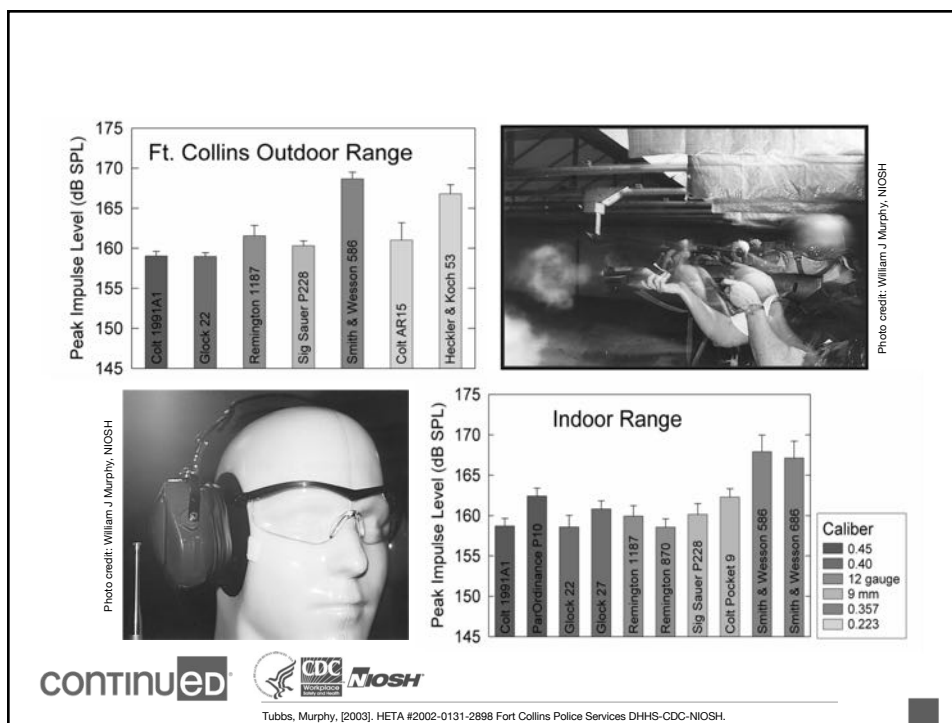 Ft. Collins Outdoor Range
Peak Impulse Level (dB SPL)
175
170
165
160
155
150
145
Colt 1991A1
Glock 22
Remington 1187
Sig Sauer P228
Smith & Wesson 586
Colt AR15
Heckler & Koch 53
Photo credit: William J Murphy, NIOSH
Photo credit: William J Murphy, NIOSH
Indoor Range
Peak Impulse Level (dB SPL)
175
170
165
160
155
150
145
Colt 1991A1
ParOrdinance P10
Glock 22
Glock 27
Remington 1187
Remington 870
Sig Sauer P228
Colt Pocket 9
Smith & Wesson 586
Smith & Wesson 686
Caliber
0.45
0.40
12 gauge
9 mm
0.357
0.223
CONTINUED
CDC
Workplace
Safety and Health
NIOSH
Tubbs, Murphy, [2003]. HETA #2002-0131-2898 Fort Collins Police Services DHHS-CDC-NIOSH.